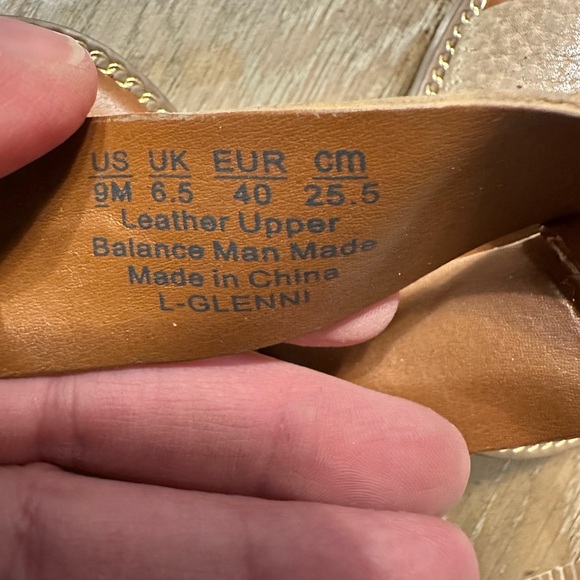 US UK EUR cm
9M 6.5 40 25.5
Leather Upper
Balance Man Made
Made in China
L-GLENNI